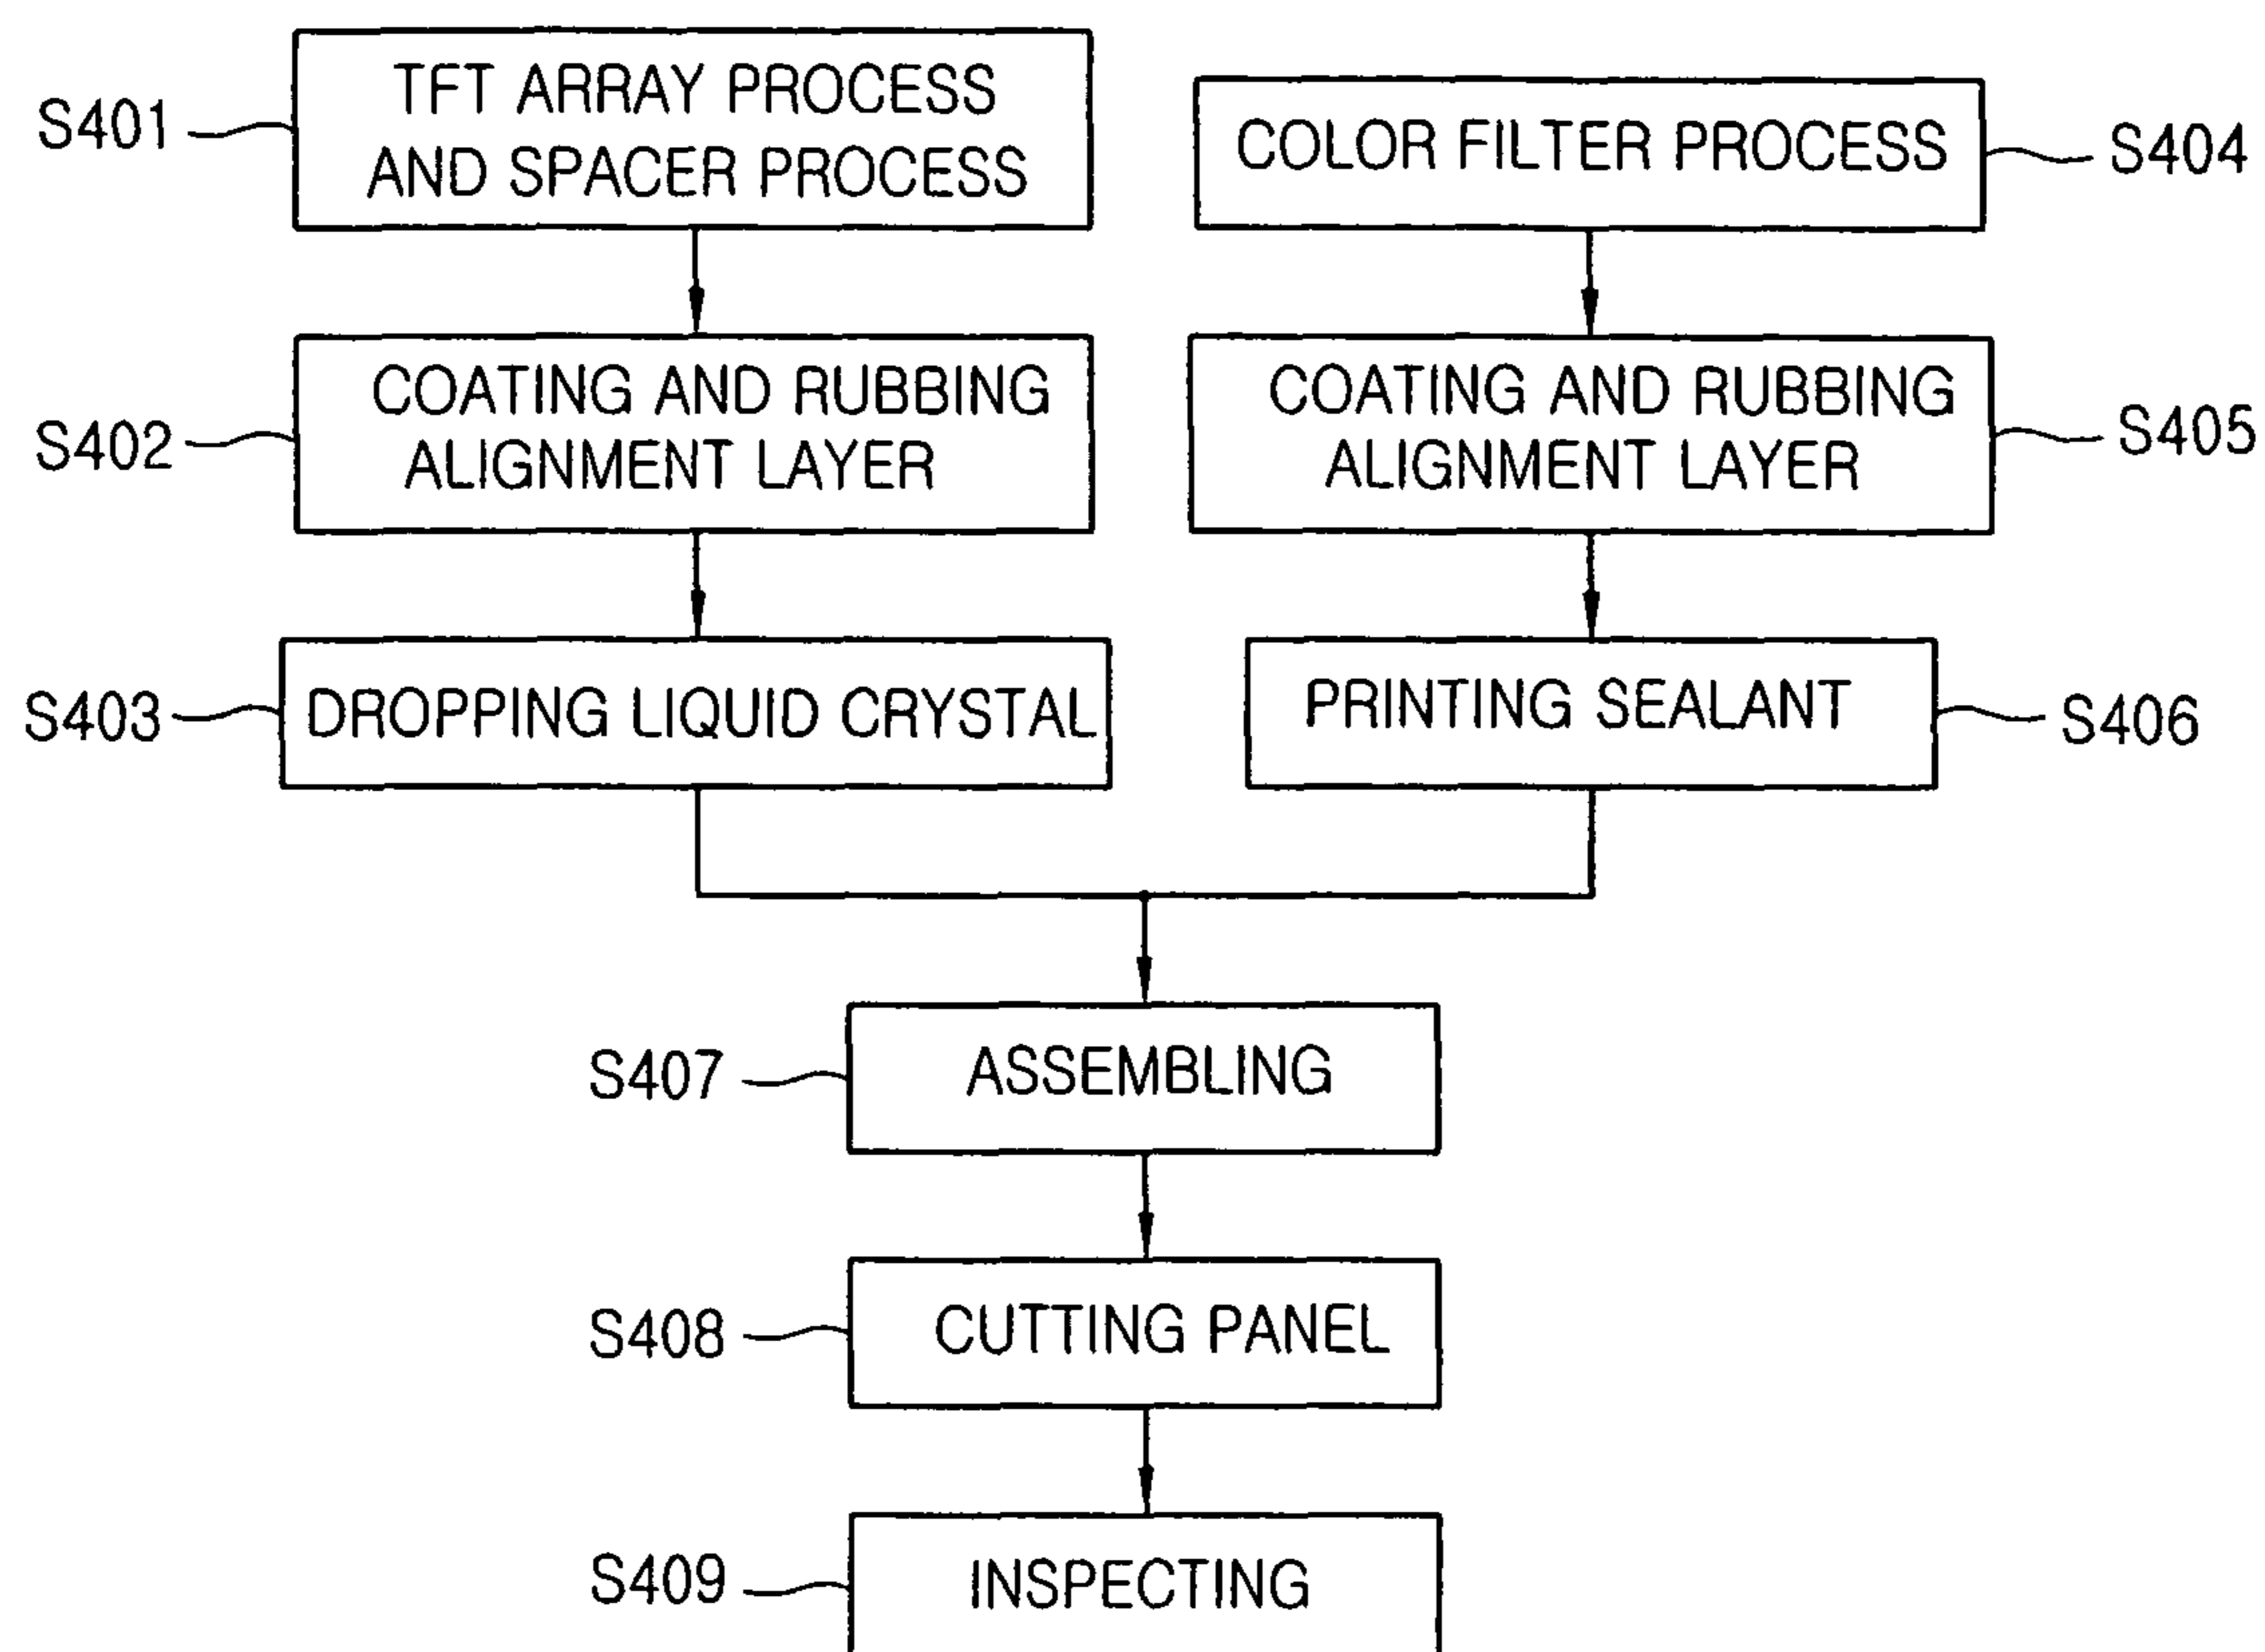 S401
TFT ARRAY PROCESS
AND SPACER PROCESS
COLOR FILTER PROCESS
S404
S402
COATING AND RUBBING
ALIGNMENT LAYER
COATING AND RUBBING
ALIGNMENT LAYER
S405
S403
DROPPING LIQUID CRYSTAL
PRINTING SEALANT
S406
S407
ASSEMBLING
S408
CUTTING PANEL
S409
INSPECTING